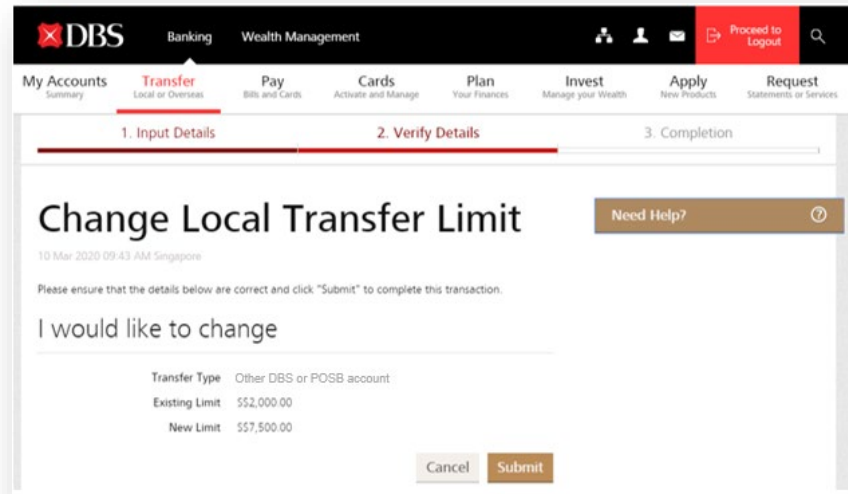 DBS Banking Wealth Management Proceed to Logout
My Accounts Transfer Pay Cards Plan Invest Apply Request
Summary Local or Overseas Bills and Cards Activate and Manage Your Finances Manage your Wealth New Products Statements or Services
1. Input Details 2. Verify Details 3. Completion
Change Local Transfer Limit
Need Help?
10 Mar 2020 09:43 AM Singapore
Please ensure that the details below are correct and click "Submit" to complete this transaction.
I would like to change
Transfer Type Other DBS or POSB account
Existing Limit S$2,000.00
New Limit S$7,500.00
Cancel Submit